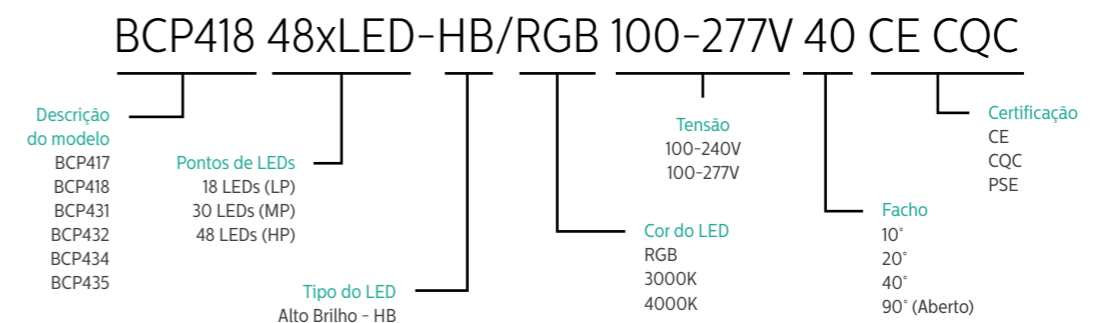 BCP418 48xLED-HB/RGB 100-277V 40 CE CQC
Descrição
do modelo
BCP417
BCP418
BCP431
BCP432
BCP434
BCP435
Pontos de LEDs
18 LEDs (LP)
30 LEDs (MP)
48 LEDs (HP)
Tipo do LED
Alto Brilho - HB
Cor do LED
RGB
3000K
4000K
Tensão
100-240V
100-277V
Facho
10°
20°
40°
90° (Aberto)
Certificação
CE
CQC
PSE